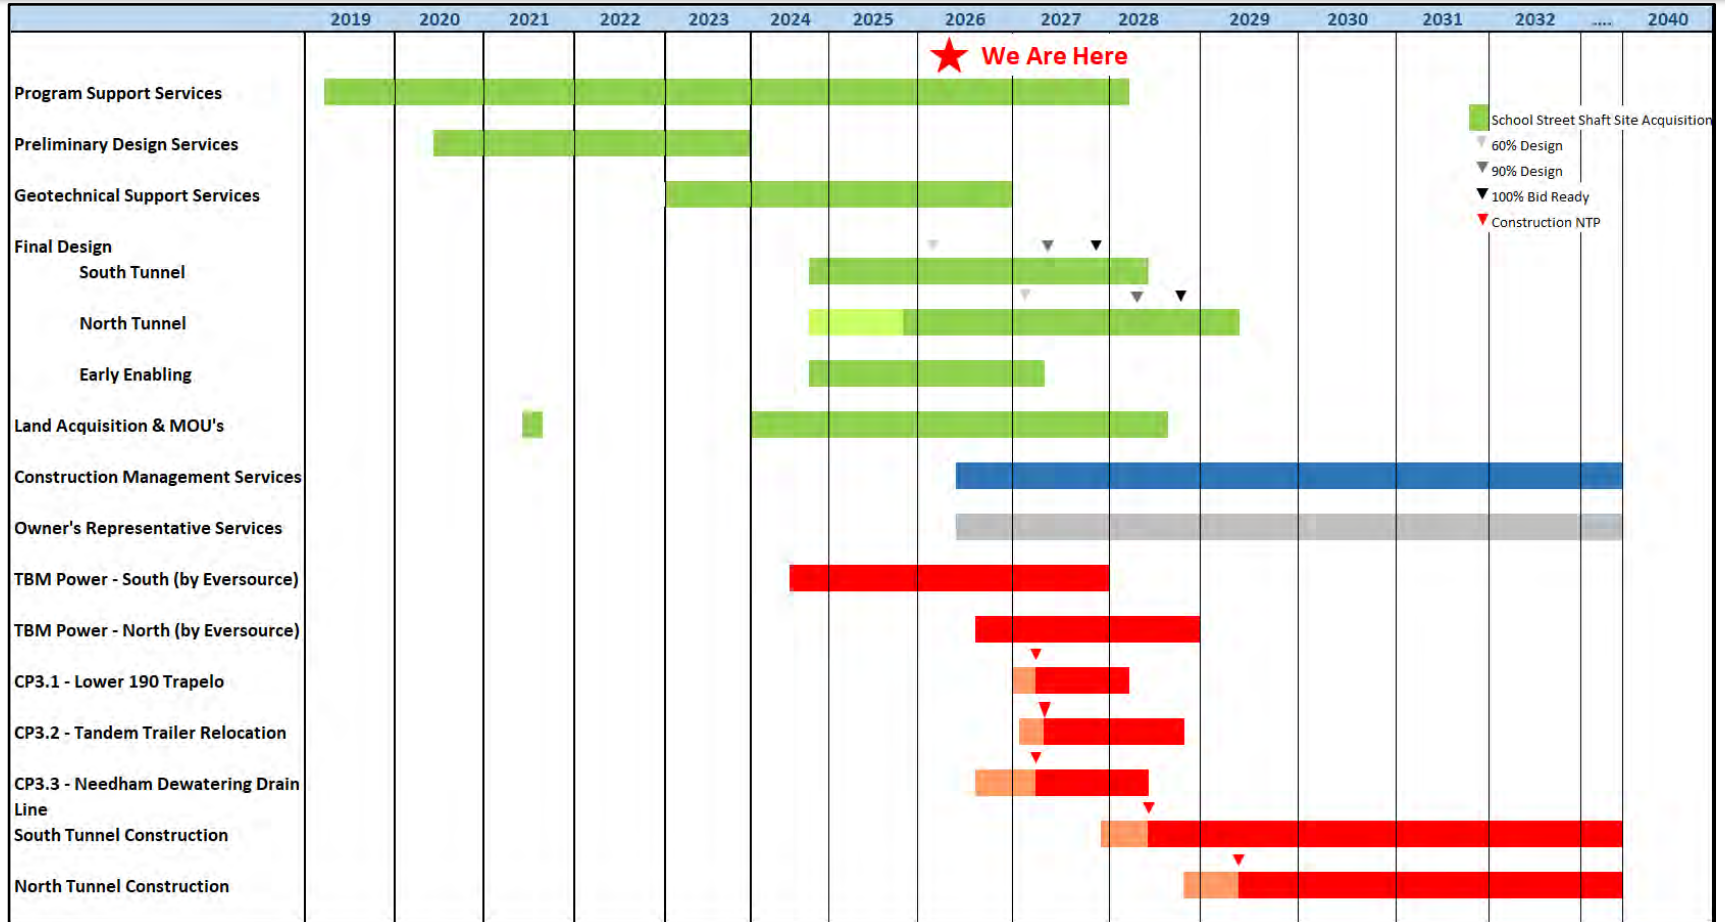 2019 2020 2021 2022 2023 2024 2025 2026 2027 2028 2029 2030 2031 2032 .... 2040
We Are Here
Program Support Services
School Street Shaft Site Acquisition
Preliminary Design Services
60% Design
90% Design
Geotechnical Support Services
100% Bid Ready
Construction NTP
Final Design
South Tunnel
North Tunnel
Early Enabling
Land Acquisition & MOU's
Construction Management Services
Owner's Representative Services
TBM Power - South (by Eversource)
TBM Power - North (by Eversource)
CP3.1 - Lower 190 Trapelo
CP3.2 - Tandem Trailer Relocation
CP3.3 - Needham Dewatering Drain
Line
South Tunnel Construction
North Tunnel Construction